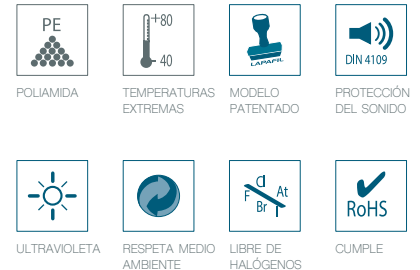 PE
POLIAMIDA
+80
- 40
TEMPERATURAS
EXTREMAS
LAPAFIL
MODELO
PATENTADO
DIN 4109
PROTECCIÓN
DEL SONIDO
ULTRAVIOLETA
RESPETA MEDIO
AMBIENTE
F Cl At
Br I
LIBRE DE
HALÓGENOS
RoHS
CUMPLE